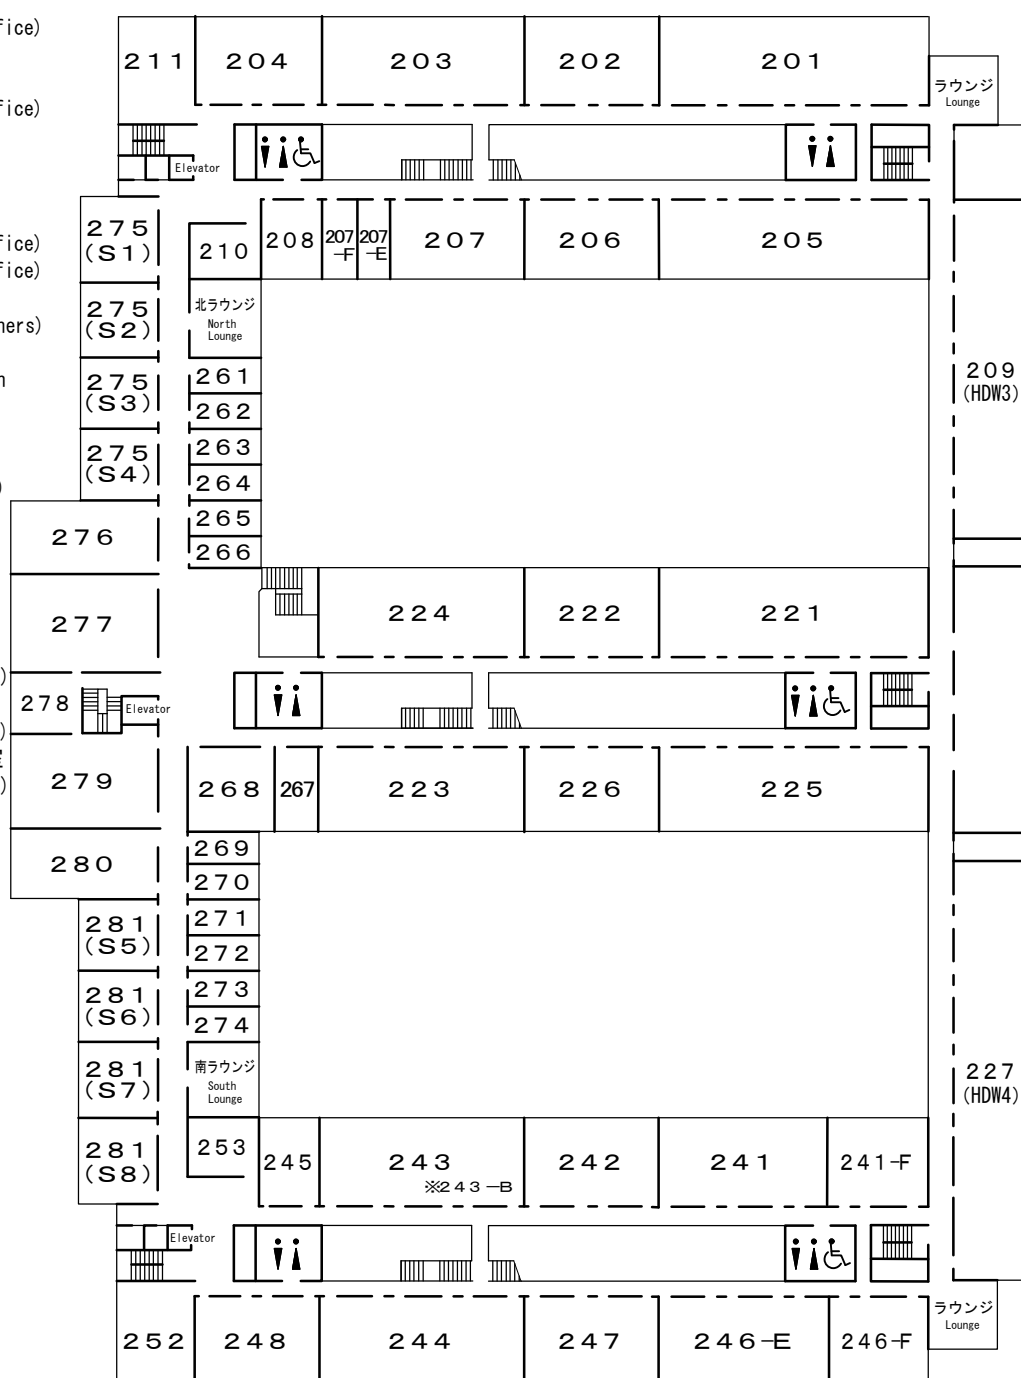 fice)
211 204 203 202 201
ラウンジ
Lounge
fice)
Elevator
275
(S1)
210
208
207
-F
207
-E
207 206 205
fice)
fice)
275
(S2)
北ラウンジ
North
Lounge
ners)
275
(S3)
261
262
209
(HDW3)
275
(S4)
263
264
265
266
276
277
224 222 221
278
Elevator
)
)
)
)
279
268 267 223 226 225
280
269
270
281
(S5)
271
272
281
(S6)
273
274
281
(S7)
南ラウンジ
South
Lounge
227
(HDW4)
281
(S8)
253
245
243
※243-B
242 241 241-F
Elevator
ラウンジ
Lounge
252 248 244 247 246-E 246-F